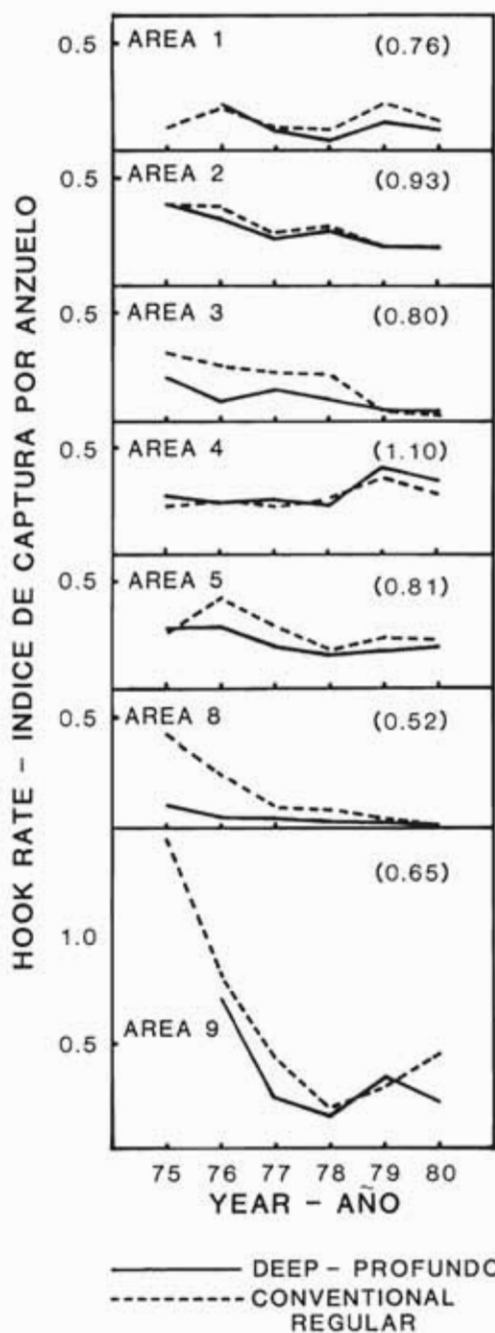 HOOK RATE – INDICE DE CAPTURA POR ANZUELO
AREA 1 (0.76)
0.5
AREA 2 (0.93)
0.5
AREA 3 (0.80)
0.5
AREA 4 (1.10)
0.5
AREA 5 (0.81)
0.5
AREA 8 (0.52)
0.5
(0.65)
1.0
0.5
AREA 9
75 76 77 78 79 80
YEAR – AÑO
DEEP – PROFUNDO
CONVENTIONAL
REGULAR